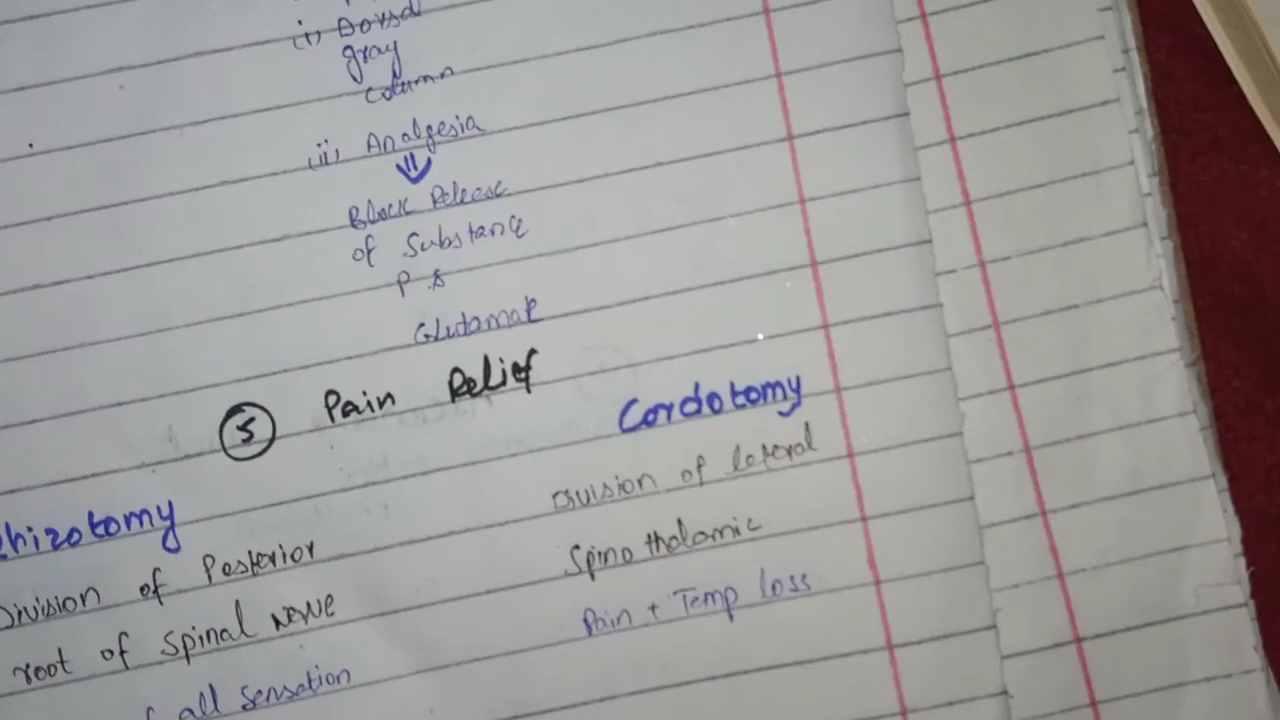 (i) Dorsal
gray
column
(ii) Analgesia
⇓
Block Release
of Substance
P &
Glutamate
⑤ Pain Relief
Cordotomy
Division of lateral
Spino thalamic
Pain + Temp loss
hizotomy
Division of Posterior
root of spinal nerve
all sensation